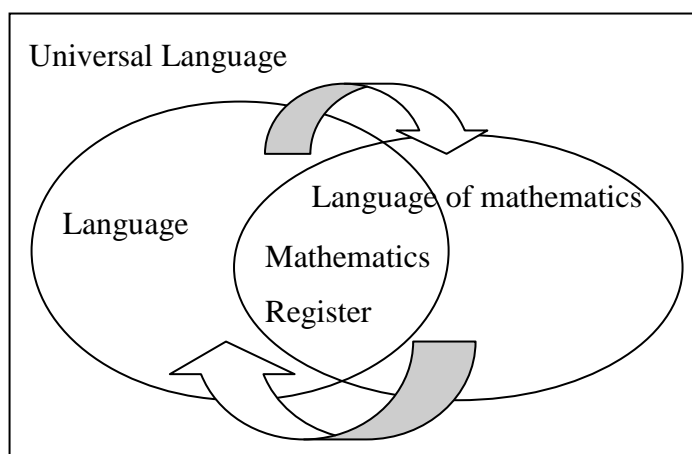 Universal Language
Language of mathematics
Language
Mathematics
Register